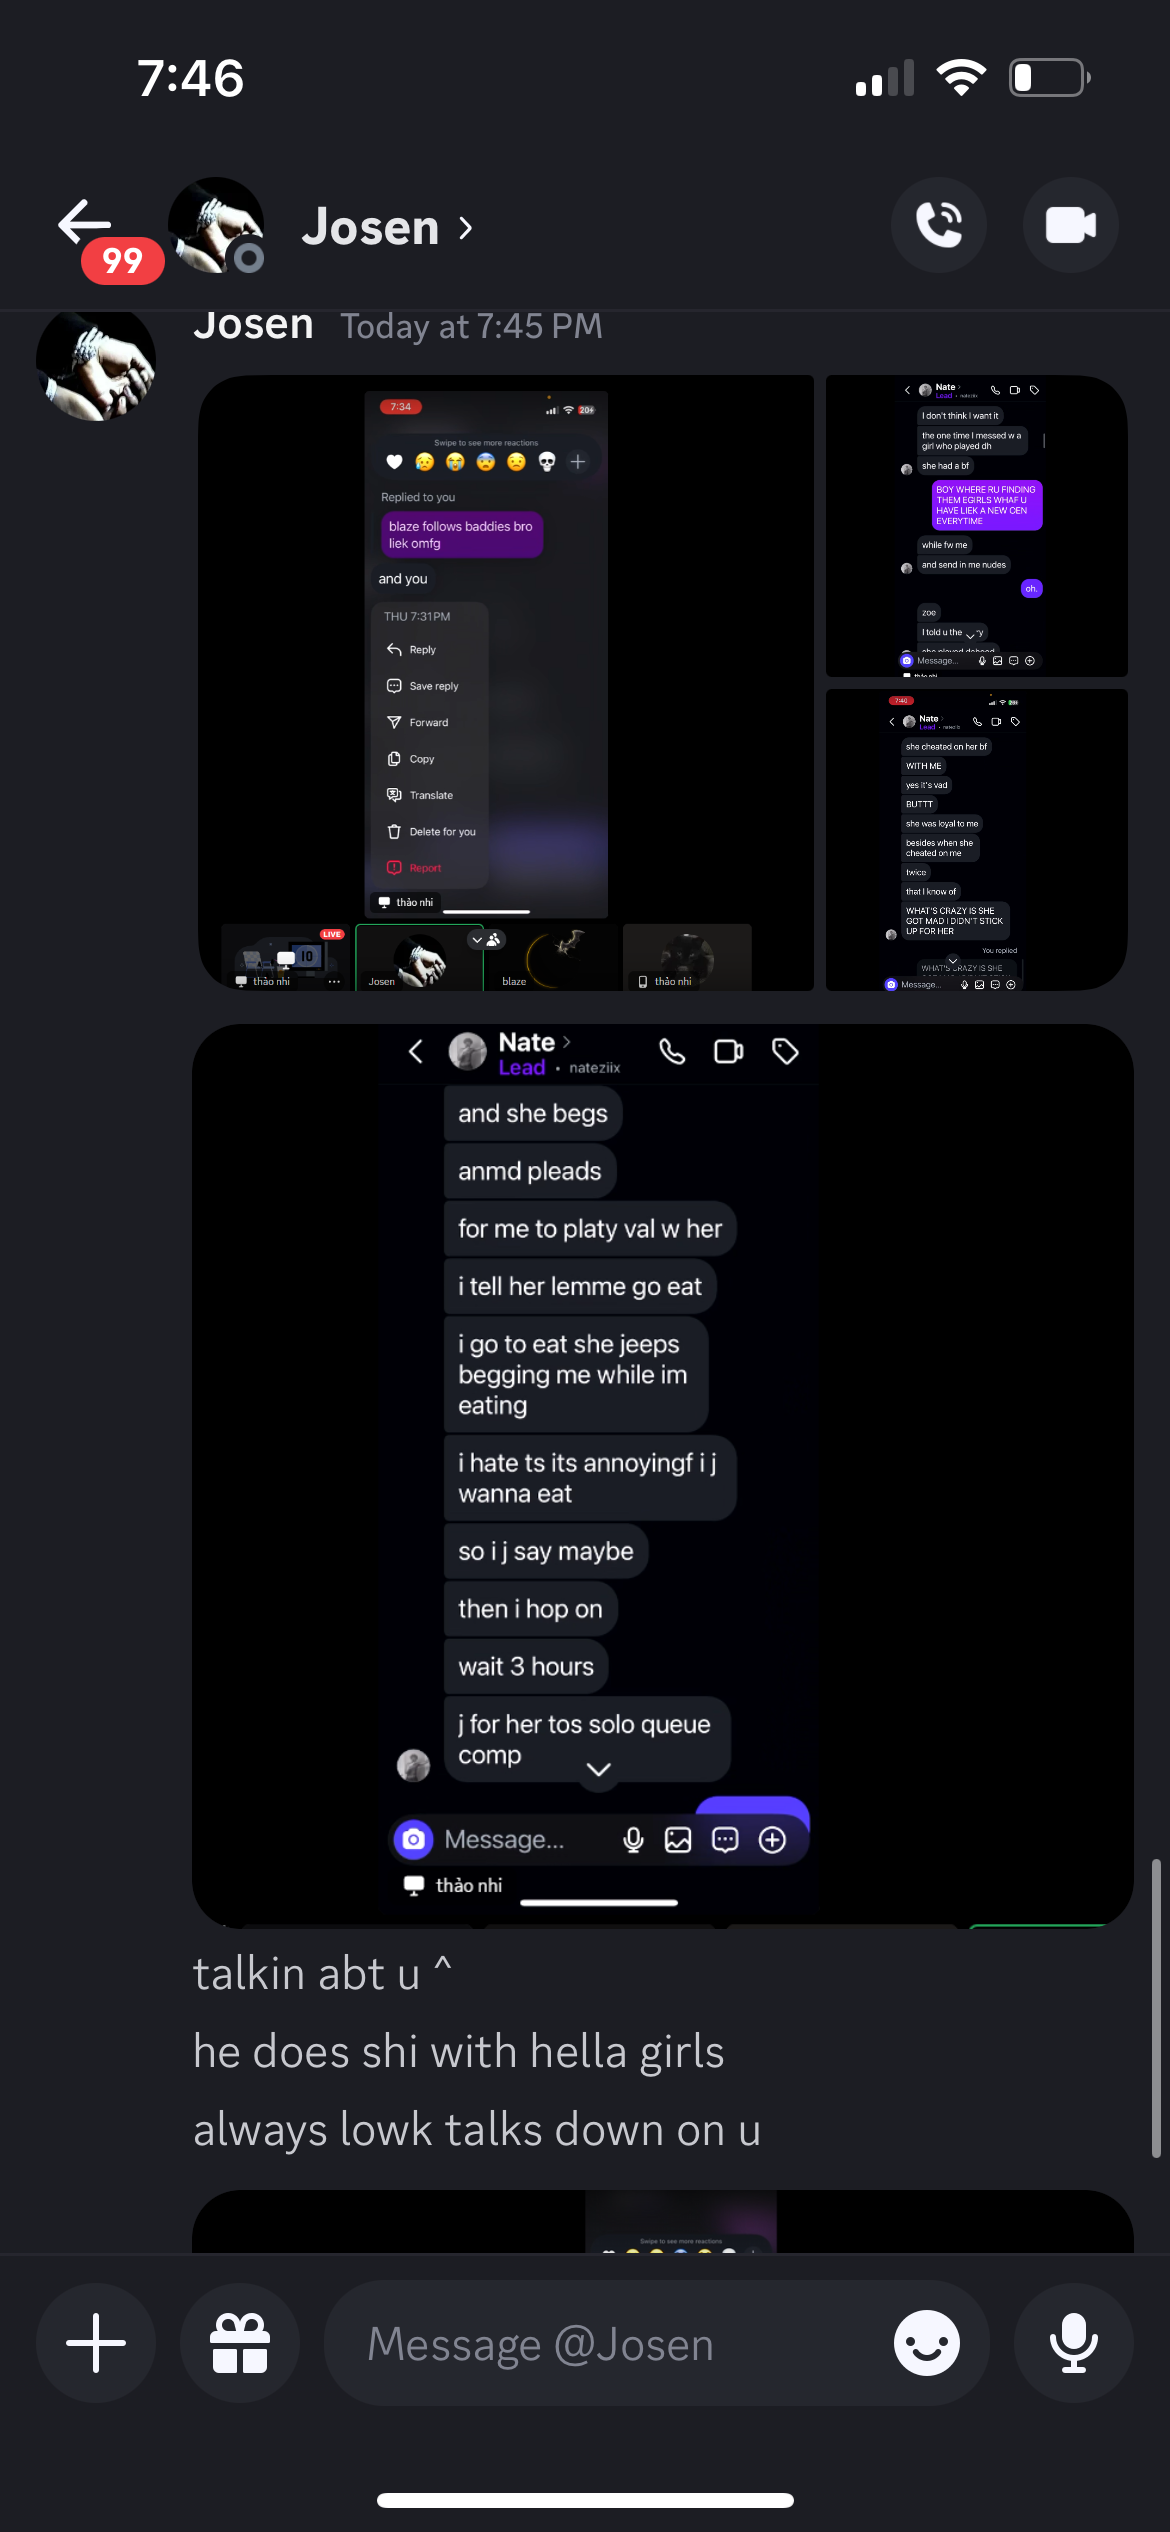 7:46
99
Josen
Josen Today at 7:45 PM
7:34
20+
Swipe to see more reactions
Replied to you
blaze follows baddies bro
liek omfg
and you
THU 7:31PM
Reply
Save reply
Forward
Copy
Translate
Delete for you
Report
thảo nhi
LIVE
10
thảo nhi
Josen
blaze
thảo nhi
Nate
Lead • nateziix
I don't think I want it
the one time I messed w a
girl who played dh
she had a bf
BOY WHERE RU FINDING
THEM EGIRLS WHAF U
HAVE LIEK A NEW OEN
EVERYTIME
while fw me
and send in me nudes
oh.
zoe
I told u the
Message...
thảo nhi
7:40
Nate
Lead
she cheated on her bf
WITH ME
yes it's vad
BUTTT
she was loyal to me
besides when she
cheated on me
twice
that I know of
WHAT'S CRAZY IS SHE
GOT MAD I DIDN'T STICK
UP FOR HER
You replied
WHAT'S CRAZY IS SHE
Message...
Nate
Lead • nateziix
and she begs
anmd pleads
for me to platy val w her
i tell her lemme go eat
i go to eat she jeeps
begging me while im
eating
i hate ts its annoyingf i j
wanna eat
so i j say maybe
then i hop on
wait 3 hours
j for her tos solo queue
comp
Message...
thảo nhi
talkin abt u ^
he does shi with hella girls
always lowk talks down on u
Swipe to see more reactions
Message @Josen